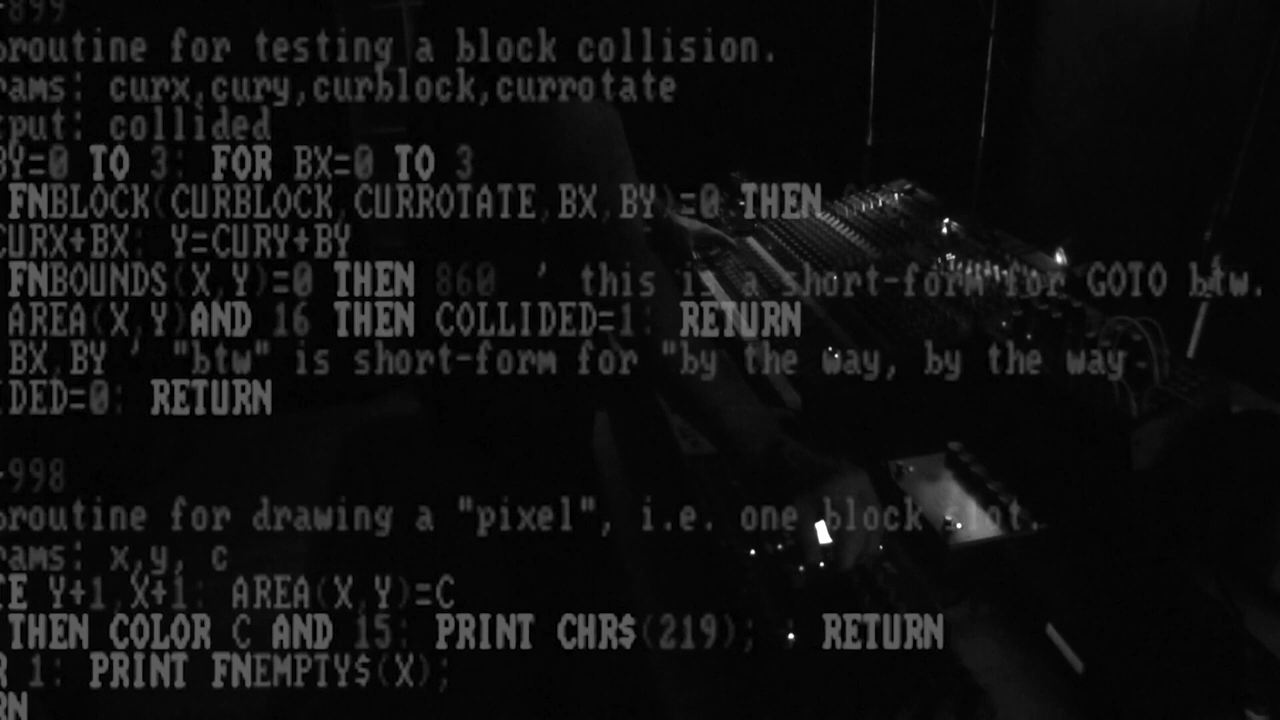 -899
broutine for testing a block collision.
rams: curx,cury,curblock,currotate
tput: collided
BY=0 TO 3: FOR BX=0 TO 3
FNBLOCK(CURBLOCK,CURROTATE,BX,BY)=0 THEN
CURX+BX: Y=CURY+BY
FNBOUNDS(X,Y)=0 THEN 860 ' this is a short-form for GOTO btw.
AREA(X,Y)AND 16 THEN COLLIDED=1: RETURN
BX,BY ' "btw" is short-form for "by the way, by the way
IDED=0: RETURN
-998
broutine for drawing a "pixel", i.e. one block slot.
rams: x,y, c
TE Y+1,X+1: AREA(X,Y)=C
THEN COLOR C AND 15: PRINT CHR$(219); : RETURN
R 1: PRINT FNEMPTY$(X);
RN